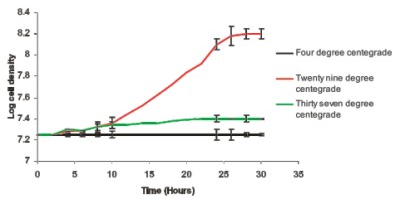 8.4
8.2
8
7.8
7.6
7.4
7.2
7
Log cell density
0 5 10 15 20 25 30 35
Time (Hours)
Four degree centegrade
Twenty nine degree
centegrade
Thirty seven degree
centegrade